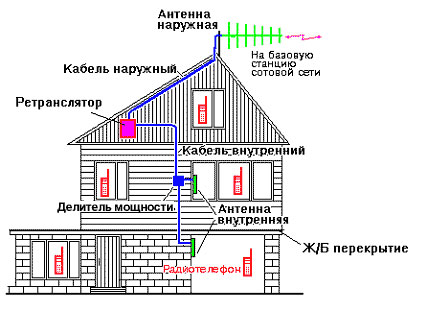 Антенна
наружная
На базовую
станцию
сотовой сети
Кабель наружный
Ретранслятор
Кабель внутренний
Делитель мощности
Антенна
внутренняя
Ж/Б перекрытие
Радиотелефон